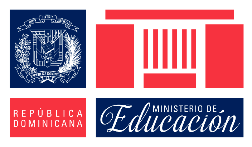 REPÚBLICA
DOMINICANA
MINISTERIO DE
Educación